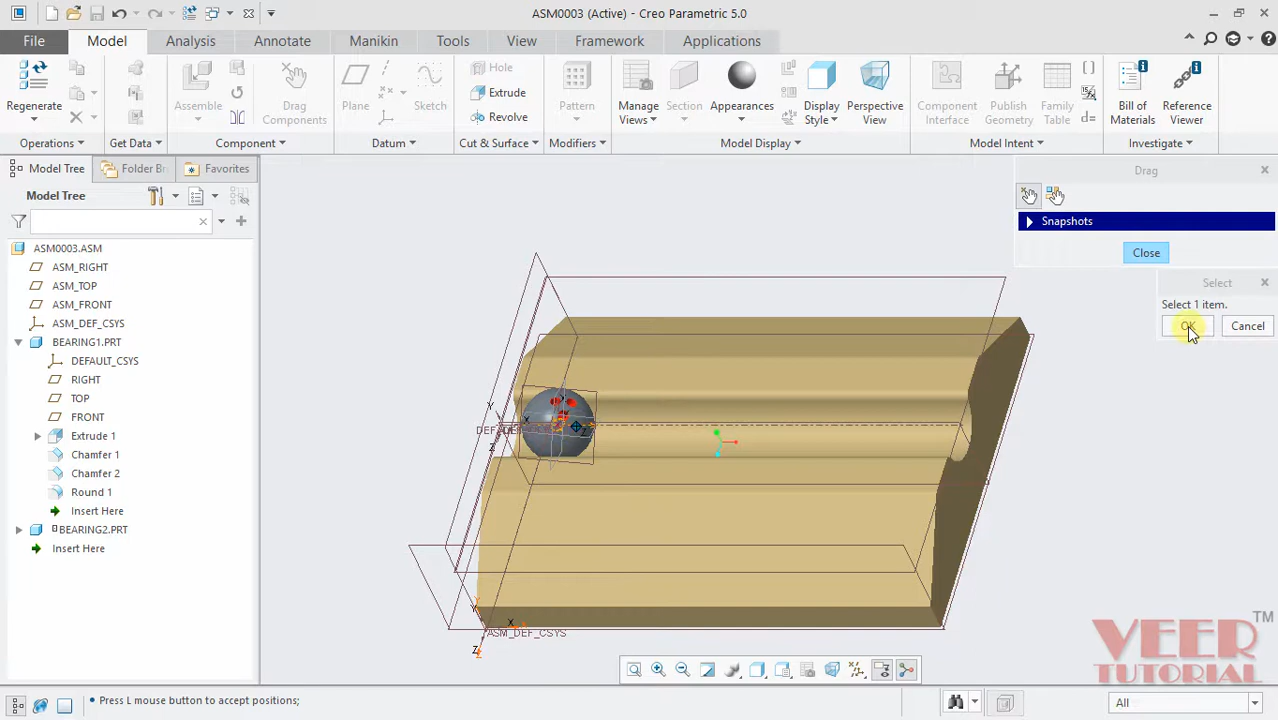 ASM0003 (Active) - Creo Parametric 5.0
File Model Analysis Annotate Manikin Tools View Framework Applications
Regenerate
Operations
Get Data
Assemble
Drag Components
Component
Plane
Sketch
Datum
Hole
Extrude
Revolve
Cut & Surface
Pattern
Modifiers
Manage Views
Section
Appearances
Display Style
Perspective View
Model Display
Component Interface
Publish Geometry
Family Table
d=
Model Intent
Bill of Materials
Reference Viewer
Investigate
Model Tree Folder Br Favorites
Model Tree
ASM0003.ASM
ASM_RIGHT
ASM_TOP
ASM_FRONT
ASM_DEF_CSYS
BEARING1.PRT
DEFAULT_CSYS
RIGHT
TOP
FRONT
Extrude 1
Chamfer 1
Chamfer 2
Round 1
Insert Here
BEARING2.PRT
Insert Here
Drag
Snapshots
Close
Select
Select 1 item.
OK Cancel
Y
X
Z
Y
X
ASM_DEF_CSYS
Z
VEER TM
TUTORIAL
• Press L mouse button to accept positions:
All